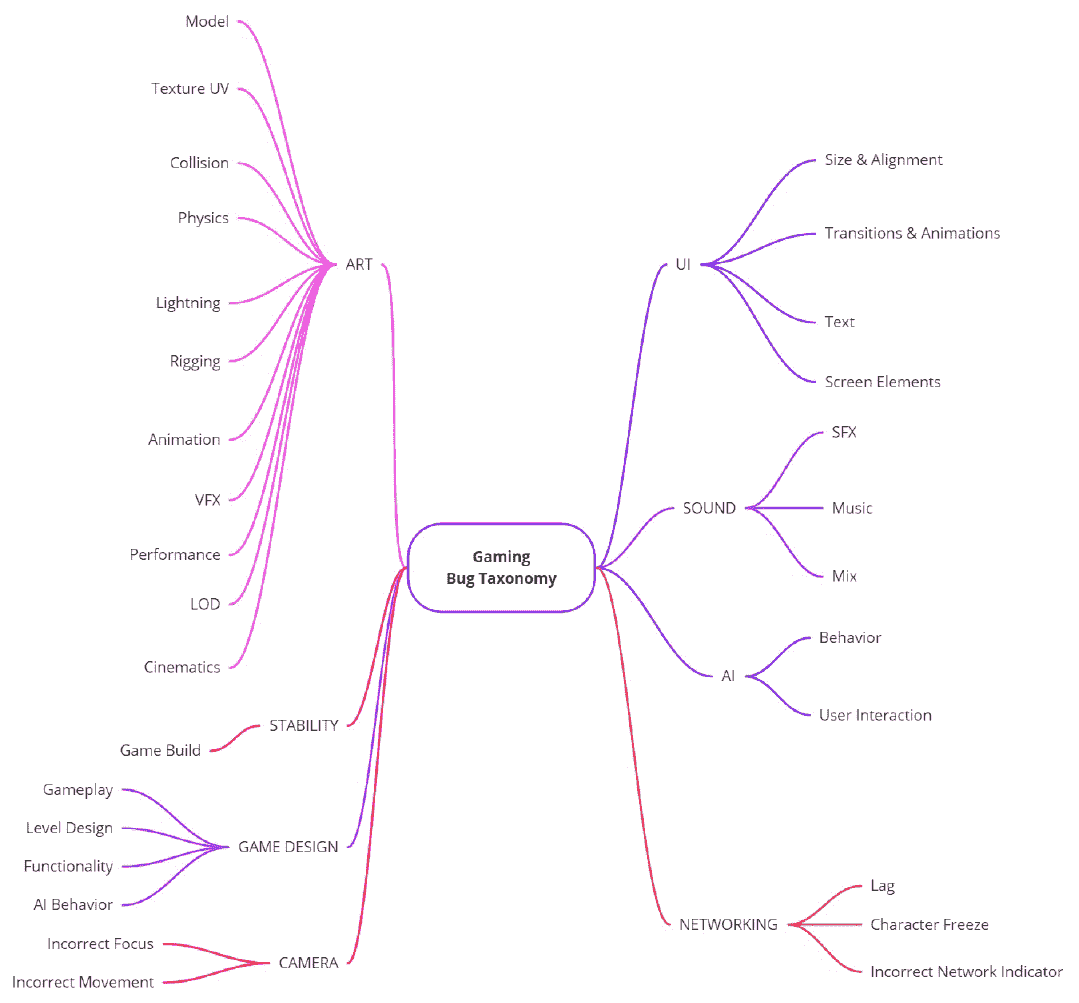 Gaming
Bug Taxonomy
ART
Model
Texture UV
Collision
Physics
Lightning
Rigging
Animation
VFX
Performance
LOD
Cinematics
STABILITY
Game Build
GAME DESIGN
Gameplay
Level Design
Functionality
AI Behavior
CAMERA
Incorrect Focus
Incorrect Movement
UI
Size & Alignment
Transitions & Animations
Text
Screen Elements
SOUND
SFX
Music
Mix
AI
Behavior
User Interaction
NETWORKING
Lag
Character Freeze
Incorrect Network Indicator